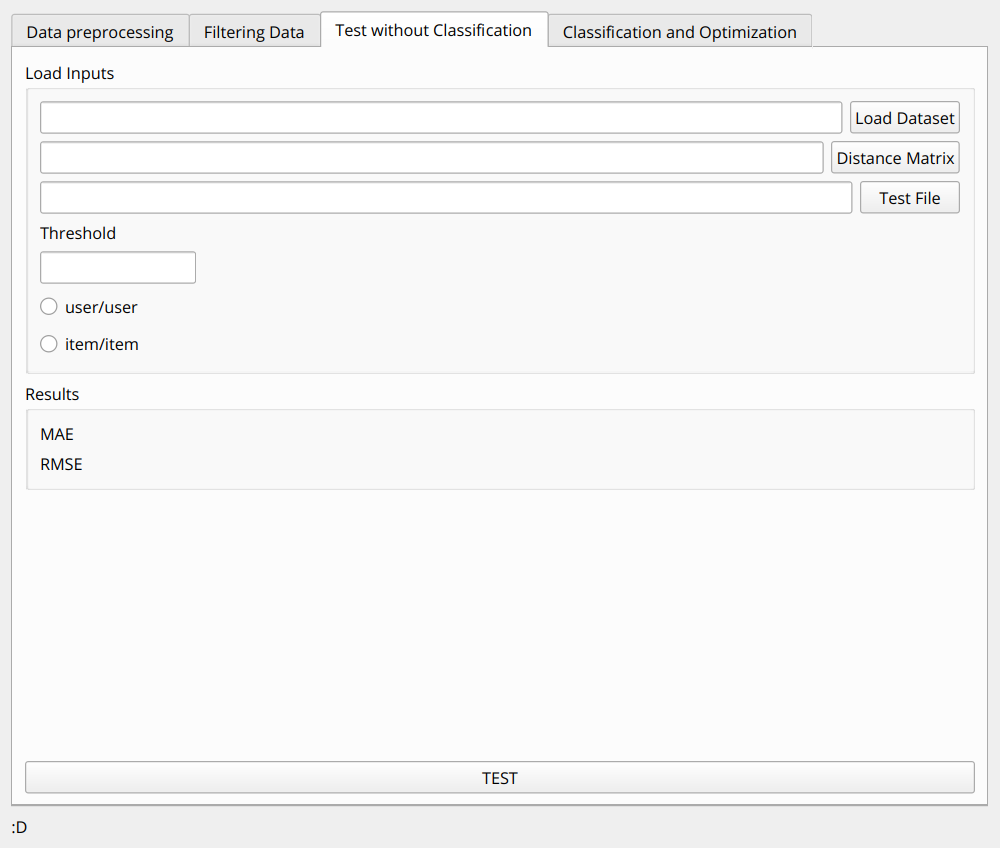 Data preprocessing Filtering Data Test without Classification Classification and Optimization
Load Inputs
Load Dataset
Distance Matrix
Test File
Threshold
user/user
item/item
Results
MAE
RMSE
TEST
:D